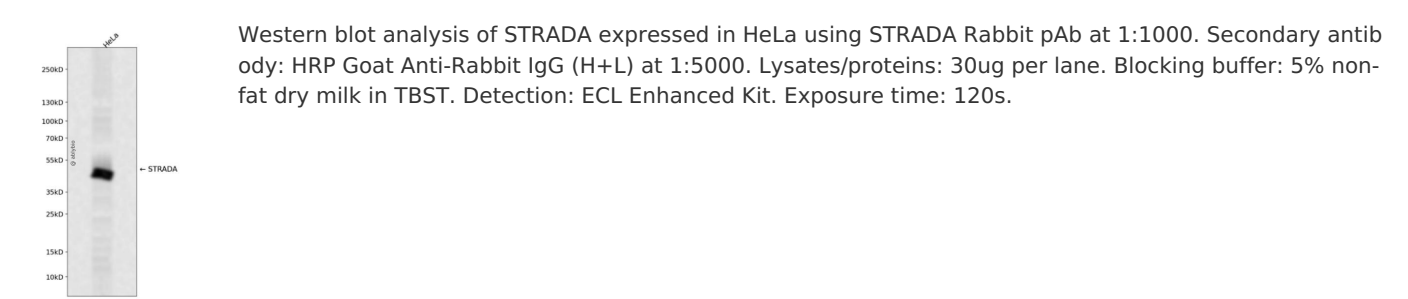 HeLa
250kD
130kD
100kD
70kD
55kD
35kD
25kD
15kD
10kD
← STRADA
Western blot analysis of STRADA expressed in HeLa using STRADA Rabbit pAb at 1:1000. Secondary antib
ody: HRP Goat Anti-Rabbit IgG (H+L) at 1:5000. Lysates/proteins: 30ug per lane. Blocking buffer: 5% non-
fat dry milk in TBST. Detection: ECL Enhanced Kit. Exposure time: 120s.